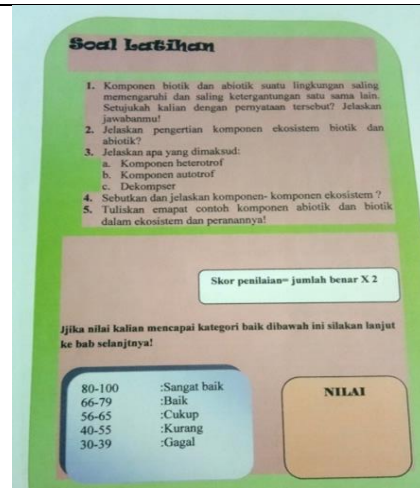 Soal Latihan
1. Komponen biotik dan abiotik suatu lingkungan saling
memengaruhi dan saling ketergantungan satu sama lain.
Setujukah kalian dengan pernyataan tersebut? Jelaskan
jawabanmu!
2. Jelaskan pengertian komponen ekosistem biotik dan
abiotik?
3. Jelaskan apa yang dimaksud:
a. Komponen heterotrof
b. Komponen autotrof
c. Dekompser
4. Sebutkan dan jelaskan komponen- komponen ekosistem ?
5. Tuliskan emapat contoh komponen abiotik dan biotik
dalam ekosistem dan peranannya!
Skor penilaian= jumlah benar X 2
Jjika nilai kalian mencapai kategori baik dibawah ini silakan lanjut
ke bab selanjtnya!
80-100 :Sangat baik
66-79 :Baik
56-65 :Cukup
40-55 :Kurang
30-39 :Gagal
NILAI